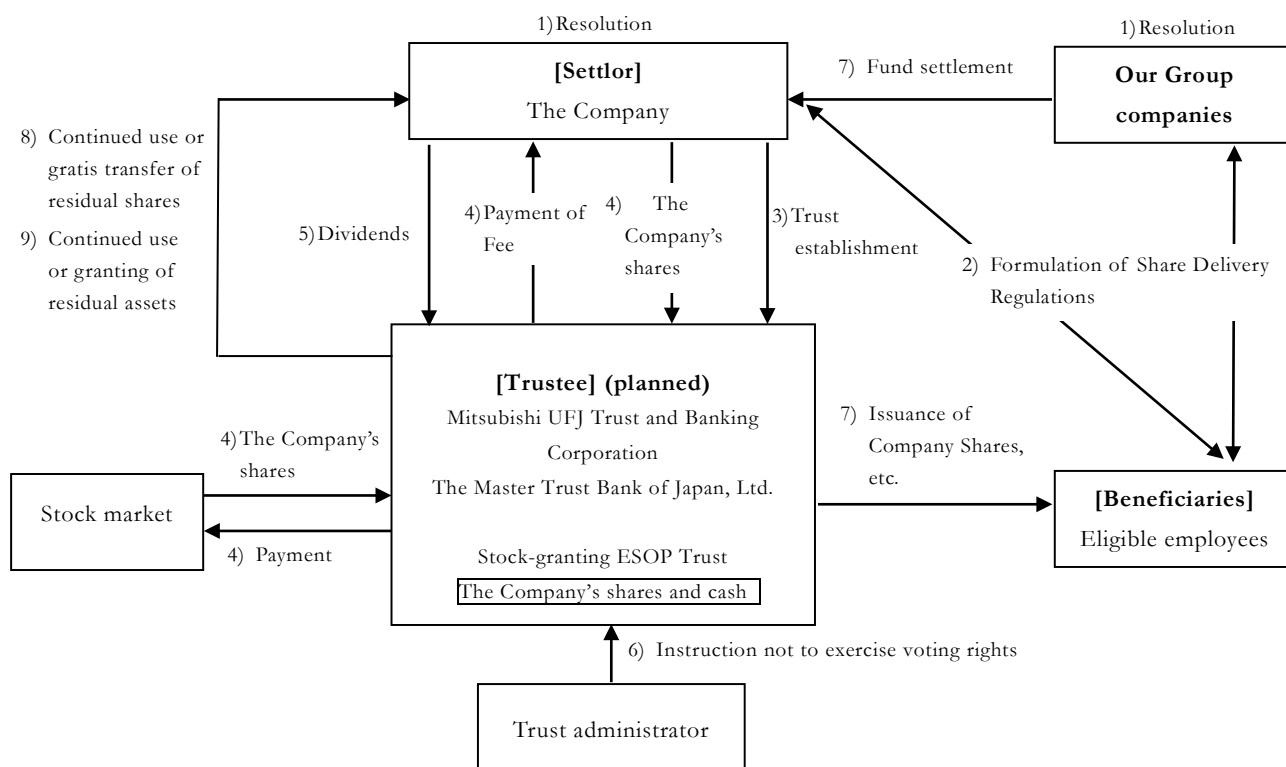 1)Resolution
[Settlor]
The Company
7) Fund settlement
1)Resolution
Our Group
companies
8) Continued use or
gratis transfer of
residual shares
9) Continued use
or granting of
residual assets
5)Dividends
4)Payment of
Fee
4) The
Company's
shares
3)Trust
establishment
2) Formulation of Share Delivery
Regulations
[Trustee] (planned)
Mitsubishi UFJ Trust and Banking
Corporation
The Master Trust Bank of Japan, Ltd.
Stock-granting ESOP Trust
The Company's shares and cash
4)The Company's
shares
Stock market
4) Payment
7) Issuance of
Company Shares,
etc.
[Beneficiaries]
Eligible employees
6) Instruction not to exercise voting rights
Trust administrator